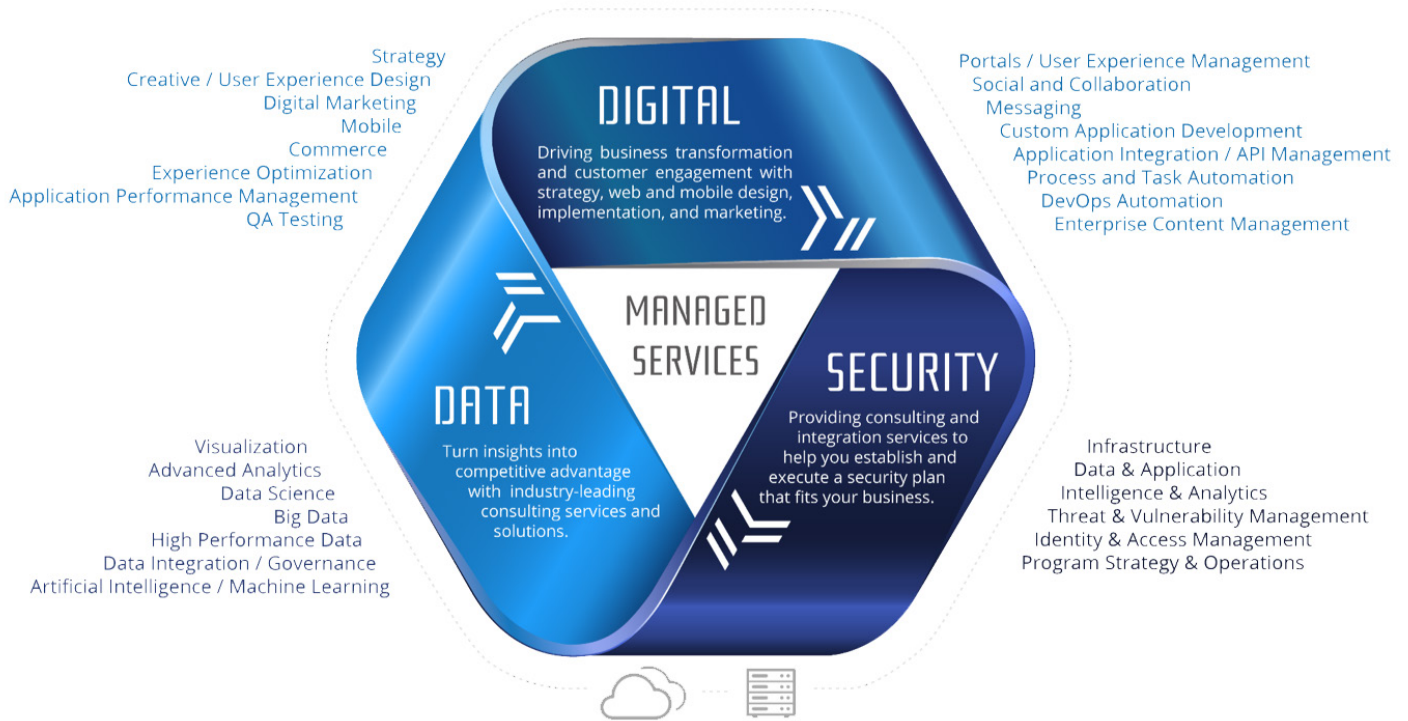 Strategy
Creative / User Experience Design
Digital Marketing
Mobile
Commerce
Experience Optimization
Application Performance Management
QA Testing
DIGITAL
Driving business transformation
and customer engagement with
strategy, web and mobile design,
implementation, and marketing.
Portals / User Experience Management
Social and Collaboration
Messaging
Custom Application Development
Application Integration / API Management
Process and Task Automation
DevOps Automation
Enterprise Content Management
MANAGED
SERVICES
DATA
Turn insights into
competitive advantage
with industry-leading
consulting services and
solutions.
SECURITY
Providing consulting and
integration services to
help you establish and
execute a security plan
that fits your business.
Visualization
Advanced Analytics
Data Science
Big Data
High Performance Data
Data Integration / Governance
Artificial Intelligence / Machine Learning
Infrastructure
Data & Application
Intelligence & Analytics
Threat & Vulnerability Management
Identity & Access Management
Program Strategy & Operations